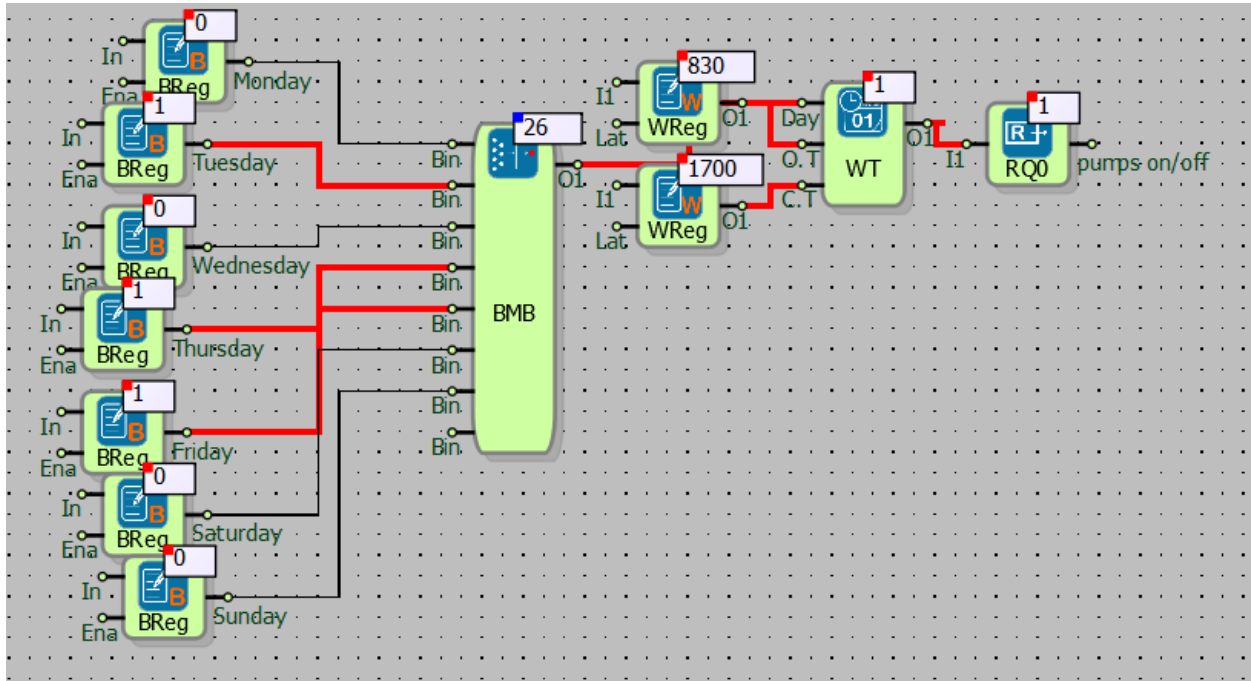 0
In
B
BReg
Monday
Ena
1
In
B
BReg
Tuesday
Ena
0
In
B
BReg
Wednesday
Ena
1
In
B
BReg
Thursday
Ena
1
In
B
BReg
Friday
Ena
0
In
B
BReg
Saturday
Ena
0
In
B
BReg
Sunday
Ena
26
Bin
Bin
Bin
Bin
Bin
Bin
Bin
Bin
BMB
O1
830
I1
W
WReg
O1
Lat
1700
I1
W
WReg
O1
Lat
1
Day
01
O.T
WT
C.T
O1
1
I1
R
RQ0
pumps on/off